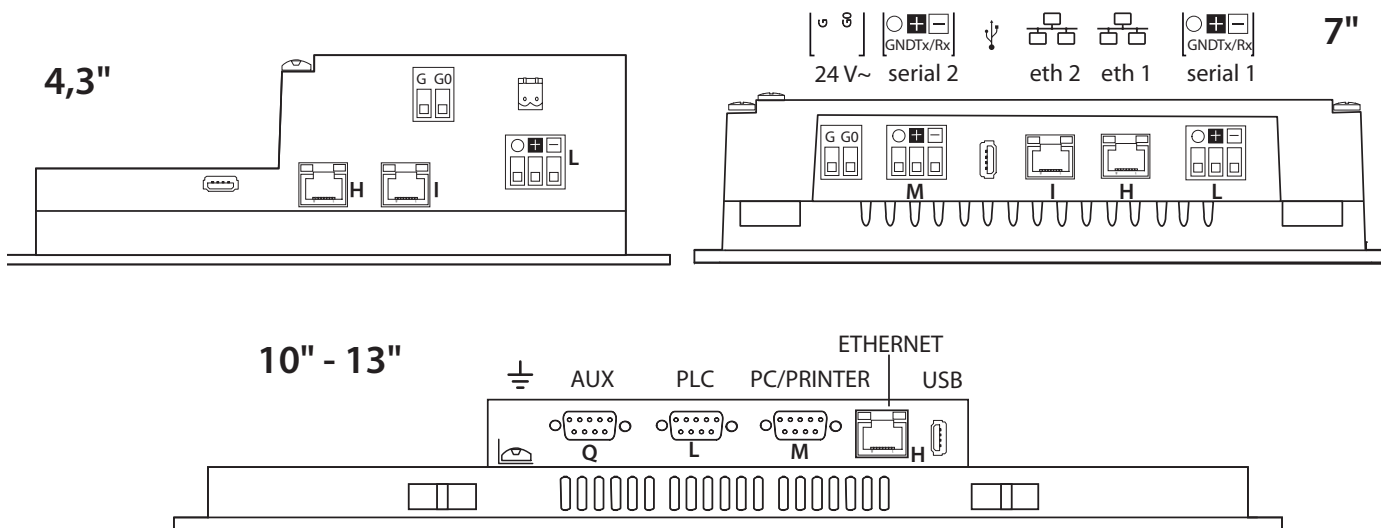 4,3"
G G0
L
H
I
7"
G G0
GNDTx/Rx
GNDTx/Rx
24 V~ serial 2 eth 2 eth 1 serial 1
G G0
M I H L
10" - 13"
ETHERNET
AUX PLC PC/PRINTER USB
Q L M H